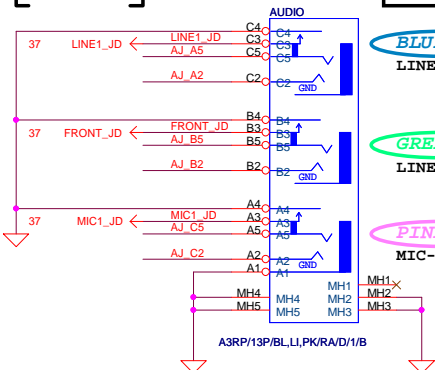 AUDIO
C4 C4
37 LINE1_JD LINE1_JD C3 C3
AJ_A5 C5 C5
BLU
LINE
AJ_A2 C2 C2 GND
B4 B4
37 FRONT_JD FRONT_JD B3 B3
AJ_B5 B5 B5
GRE
LINE
AJ_B2 B2 B2 GND
A4 A4
37 MIC1_JD MIC1_JD A3 A3
AJ_C5 A5 A5
PIN
MIC-
AJ_C2 A2 A2 GND
A1 A1
MH1 MH1
MH4 MH4 MH2 MH2
MH5 MH5 MH3 MH3
A3RP/13P/BL,LI,PK/RA/D/1/B